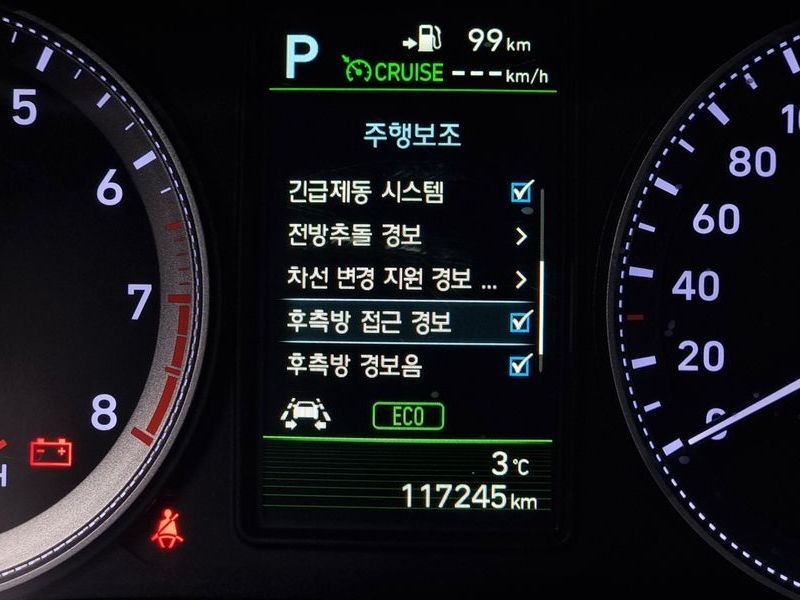 P
99 km
CRUISE ---km/h
주행보조
긴급제동 시스템
전방추돌 경보
차선 변경 지원 경보 ...
후측방 접근 경보
후측방 경보음
ECO
3℃
117245km
5
6
7
8
H
80
60
40
20
0